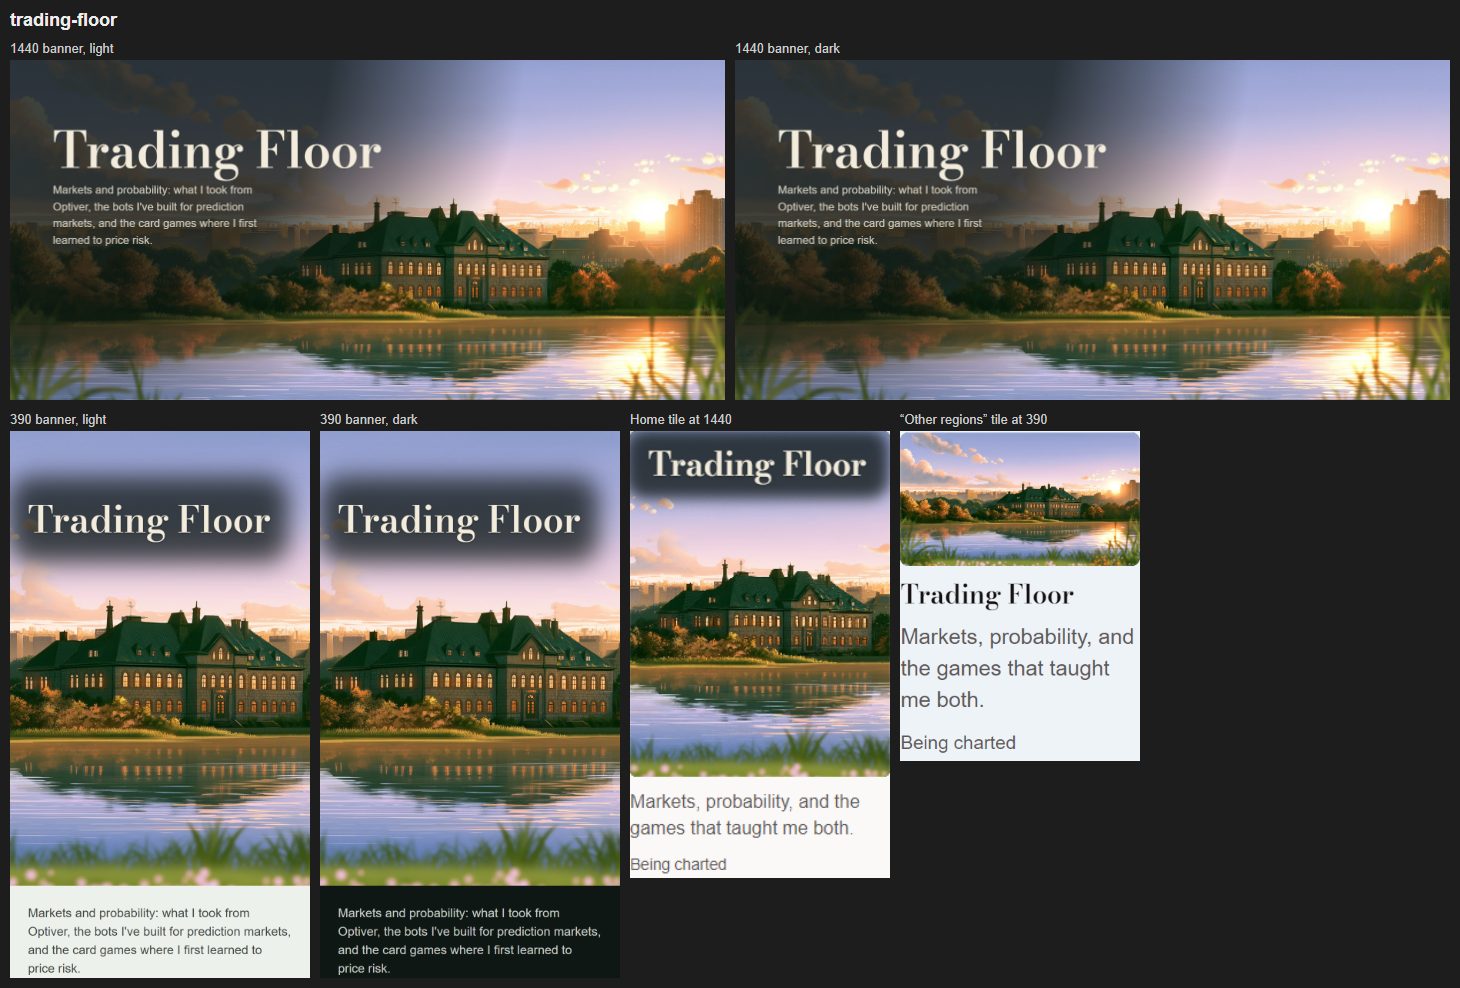 trading-floor
1440 banner, light
1440 banner, dark
Trading Floor
Markets and probability: what I took from
Optiver, the bots I've built for prediction
markets, and the card games where I first
learned to price risk.
Trading Floor
Markets and probability: what I took from
Optiver, the bots I've built for prediction
markets, and the card games where I first
learned to price risk.
390 banner, light
390 banner, dark
Home tile at 1440
“Other regions” tile at 390
Trading Floor
Markets and probability: what I took from
Optiver, the bots I've built for prediction markets,
and the card games where I first learned to
price risk.
Trading Floor
Markets and probability: what I took from
Optiver, the bots I've built for prediction markets,
and the card games where I first learned to
price risk.
Trading Floor
Markets, probability, and the
games that taught me both.
Being charted
Trading Floor
Markets, probability, and
the games that taught
me both.
Being charted